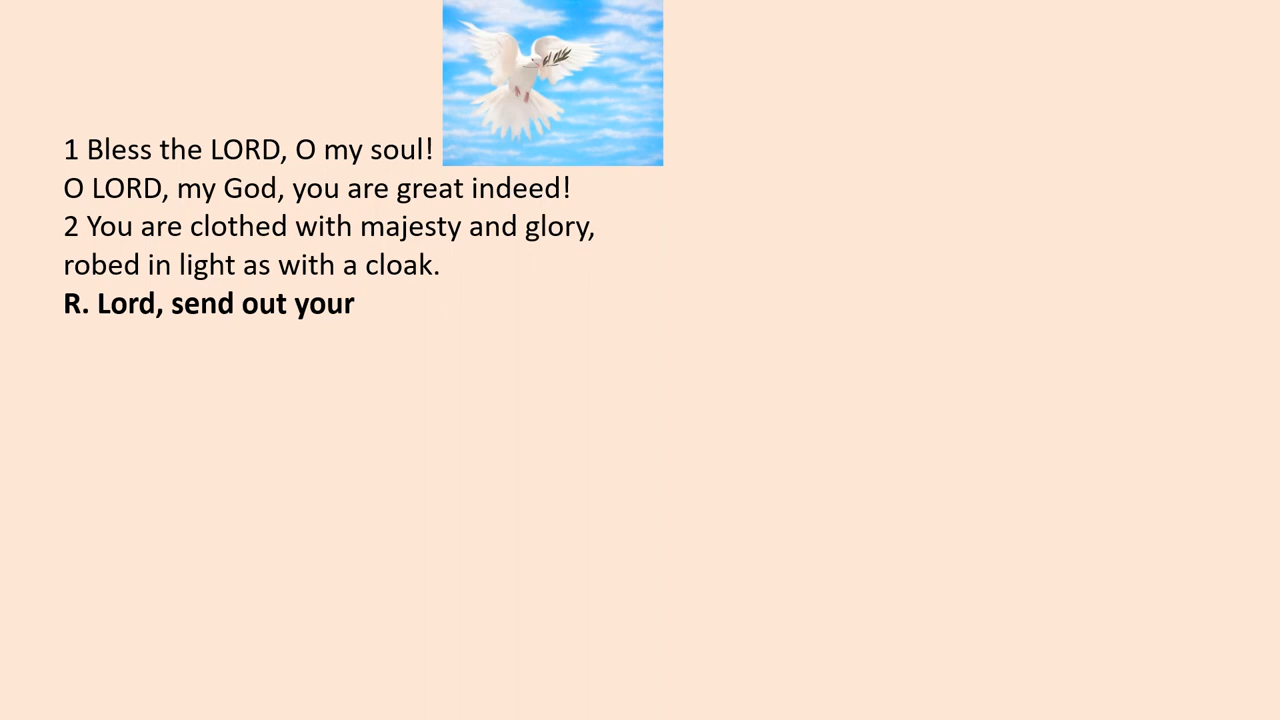 1 Bless the LORD, O my soul!
O LORD, my God, you are great indeed!
2 You are clothed with majesty and glory,
robed in light as with a cloak.
R. Lord, send out your